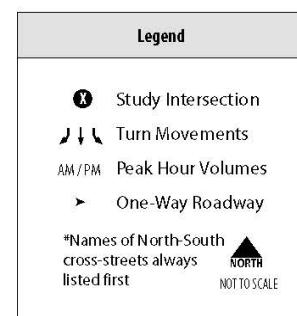 Legend
X Study Intersection
Turn Movements
AM / PM Peak Hour Volumes
One-Way Roadway
*Names of North-South
cross-streets always
listed first
NORTH
NOT TO SCALE